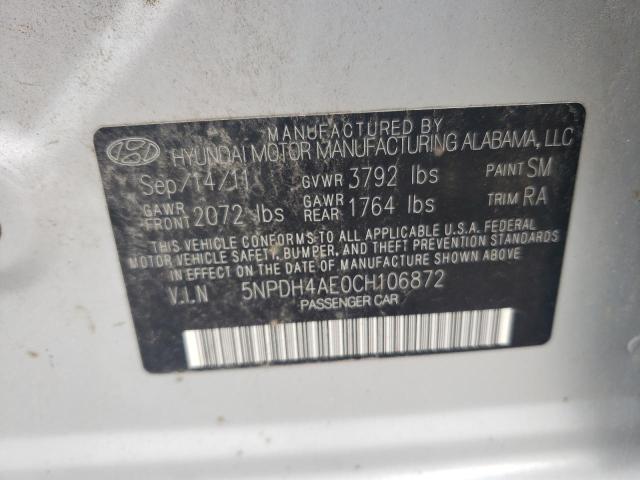 MANUFACTURED BY
HYUNDAI MOTOR MANUFACTURING ALABAMA, LLC
Sep/14/11 GVWR 3792 lbs PAINT SM
GAWR FRONT 2072 lbs GAWR REAR 1764 lbs TRIM RA
THIS VEHICLE CONFORMS TO ALL APPLICABLE U.S.A. FEDERAL
MOTOR VEHICLE SAFETY, BUMPER, AND THEFT PREVENTION
STANDARDS IN EFFECT ON THE DATE OF MANUFACTURE SHOWN ABOVE
V.I.N 5NPDH4AE0CH106872
PASSENGER CAR